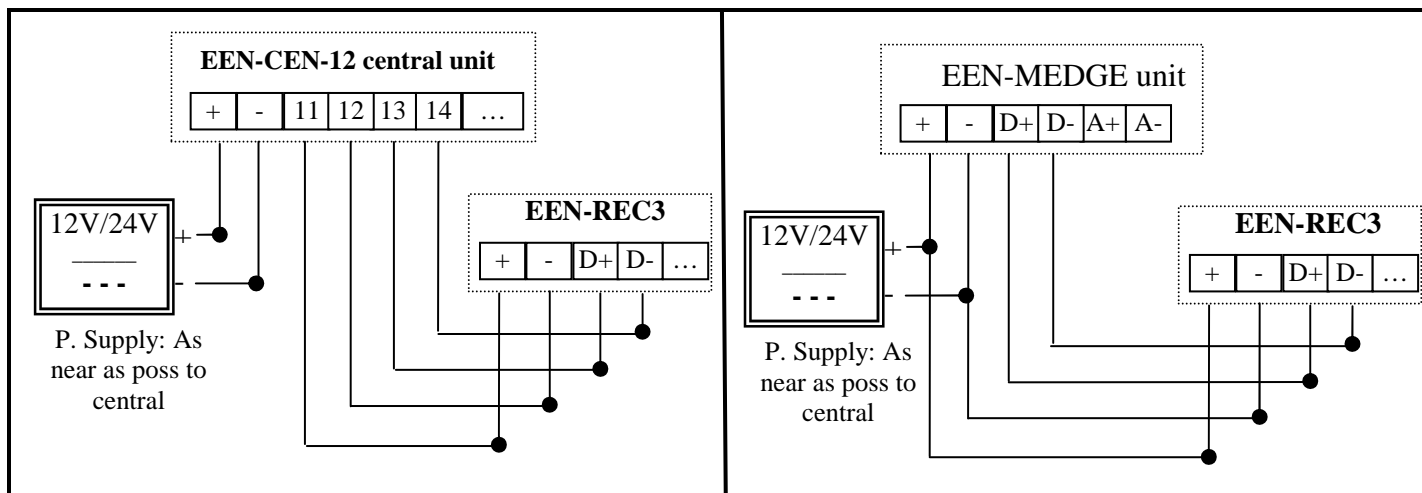 EEN-CEN-12 central unit
+ - 11 12 13 14 …
12V/24V
- - -
+
-
P. Supply: As
near as poss to
central
EEN-REC3
+ - D+ D- …
EEN-MEDGE unit
+ - D+ D- A+ A-
12V/24V
- - -
+
-
P. Supply: As
near as poss to
central
EEN-REC3
+ - D+ D- …